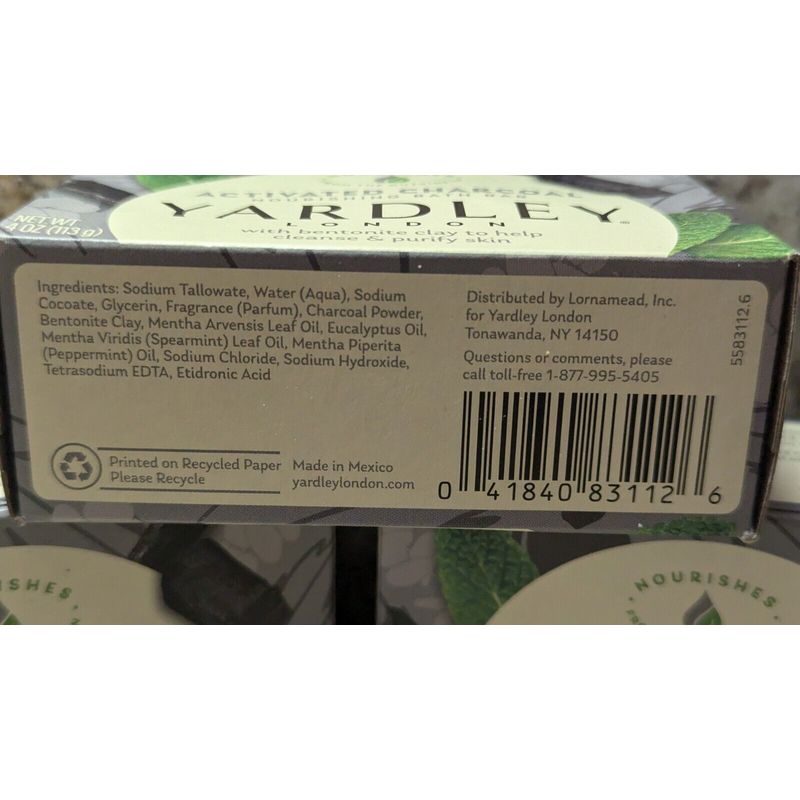 ACTIVATED CHARCOAL
NOURISHING BATH BAR
YARDLEY
LONDON
with bentonite clay to help
cleanse & purify skin
NET WT
4 OZ (113 g)
Ingredients: Sodium Tallowate, Water (Aqua), Sodium
Cocoate, Glycerin, Fragrance (Parfum), Charcoal Powder,
Bentonite Clay, Mentha Arvensis Leaf Oil, Eucalyptus Oil,
Mentha Viridis (Spearmint) Leaf Oil, Mentha Piperita
(Peppermint) Oil, Sodium Chloride, Sodium Hydroxide,
Tetrasodium EDTA, Etidronic Acid
Distributed by Lornamead, Inc.
for Yardley London
Tonawanda, NY 14150
Questions or comments, please
call toll-free 1-877-995-5405
5583112.6
Printed on Recycled Paper
Please Recycle
Made in Mexico
yardleylondon.com
0 41840 83112 6
NOURISHES